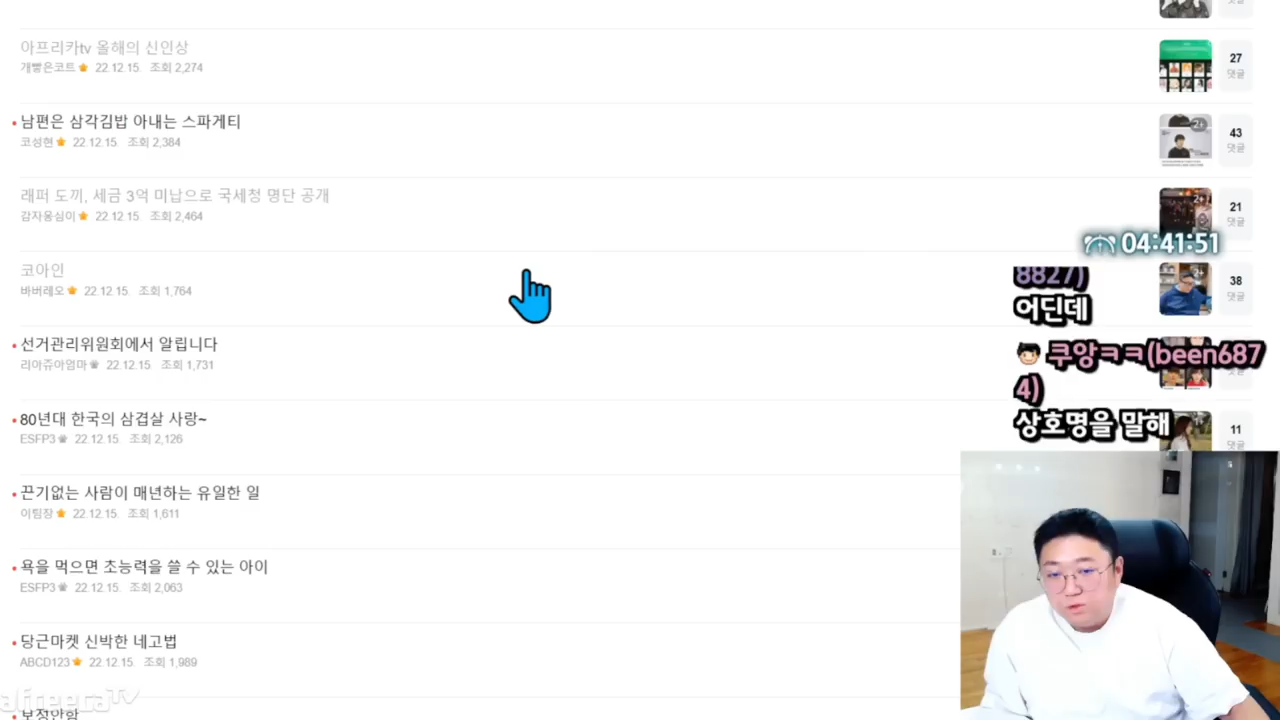 댓글
아프리카tv 올해의 신인상
개빵은코트 22.12.15. 조회 2,274
27
댓글
남편은 삼각김밥 아내는 스파게티
코성현 22.12.15. 조회 2,384
2+
43
댓글
래퍼 도끼, 세금 3억 미납으로 국세청 명단 공개
감자옹심이 22.12.15 조회 2,464
2+
21
댓글
04:41:51
코아인
바버레오 22.12.15. 조회 1,764
2+
38
댓글
8827)
어딘데
선거관리위원회에서 알립니다
리아쥬아엄마 22.12.15 조회 1,731
쿠앙ㅋㅋ(been687
4)
상호명을 말해
80년대 한국의 삼겹살 사랑~
ESFP3 22.12.15 조회 2,126
11
댓글
끈기없는 사람이 매년하는 유일한 일
이팀장 22.12.15. 조회 1,611
욕을 먹으면 초능력을 쓸 수 있는 아이
ESFP3 22.12.15. 조회 2,063
당근마켓 신박한 네고법
ABCD123 22.12.15. 조회 1,989
afreecaTV
보정안함